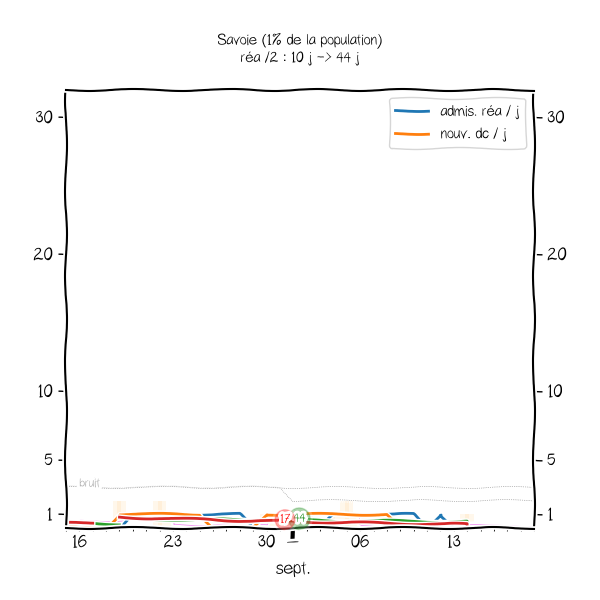 Savoie (1% de la population)
réa /2 : 10 j -> 44 j
admis. réa / j
nouv. dc / j
30 30
20 20
10 10
5 5
bruit
1 17 44 1
16 23 30 06 13
sept.